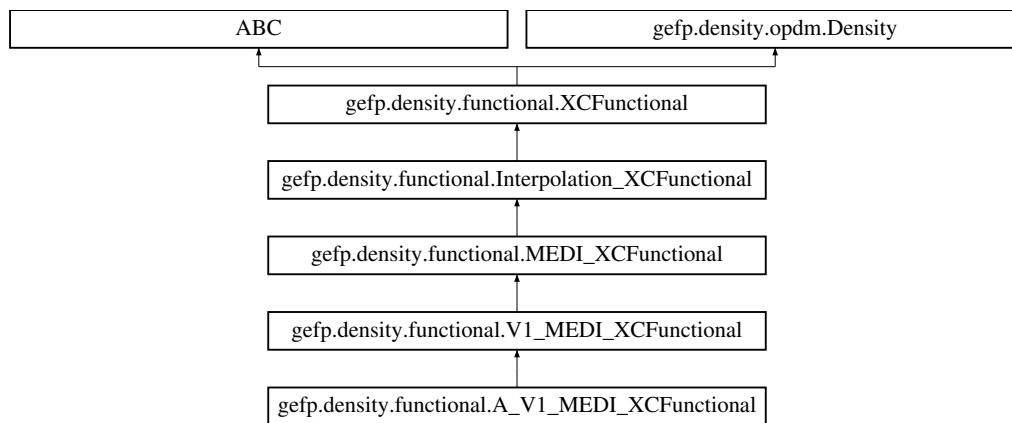 ABC
gefp.density.opdm.Density
gefp.density.functional.XCFunctional
gefp.density.functional.Interpolation_XCFunctional
gefp.density.functional.MEDI_XCFunctional
gefp.density.functional.V1_MEDI_XCFunctional
gefp.density.functional.A_V1_MEDI_XCFunctional